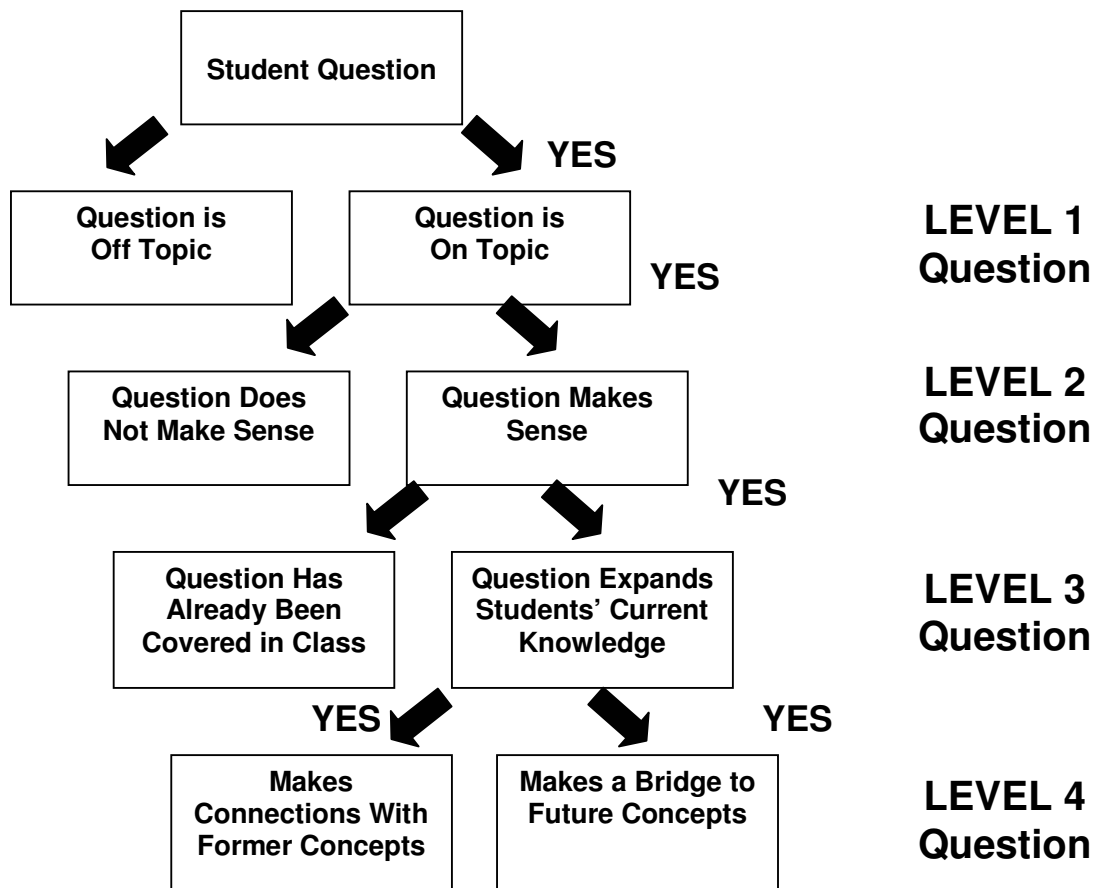 Student Question
YES
Question is
Off Topic
Question is
On Topic
LEVEL 1
Question
YES
Question Does
Not Make Sense
Question Makes
Sense
LEVEL 2
Question
YES
Question Has
Already Been
Covered in Class
Question Expands
Students' Current
Knowledge
LEVEL 3
Question
YES
YES
Makes
Connections With
Former Concepts
Makes a Bridge to
Future Concepts
LEVEL 4
Question